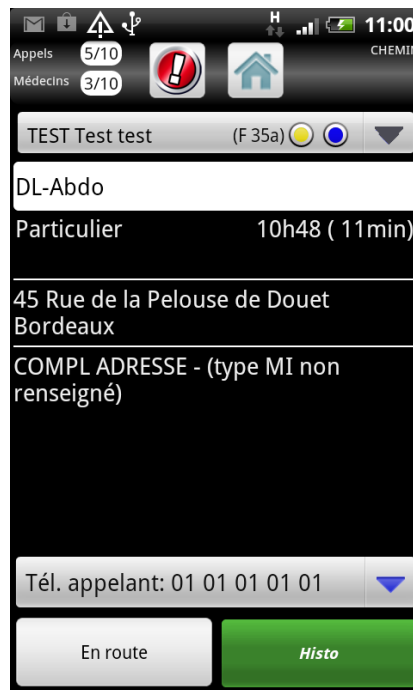 H 11:00
Appels 5/10
CHEMIN
Médecins 3/10
TEST Test test (F 35a)
DL-Abdo
Particulier 10h48 ( 11min)
45 Rue de la Pelouse de Douet
Bordeaux
COMPL ADRESSE - (type MI non
renseigné)
Tél. appelant: 01 01 01 01 01
En route
Histo